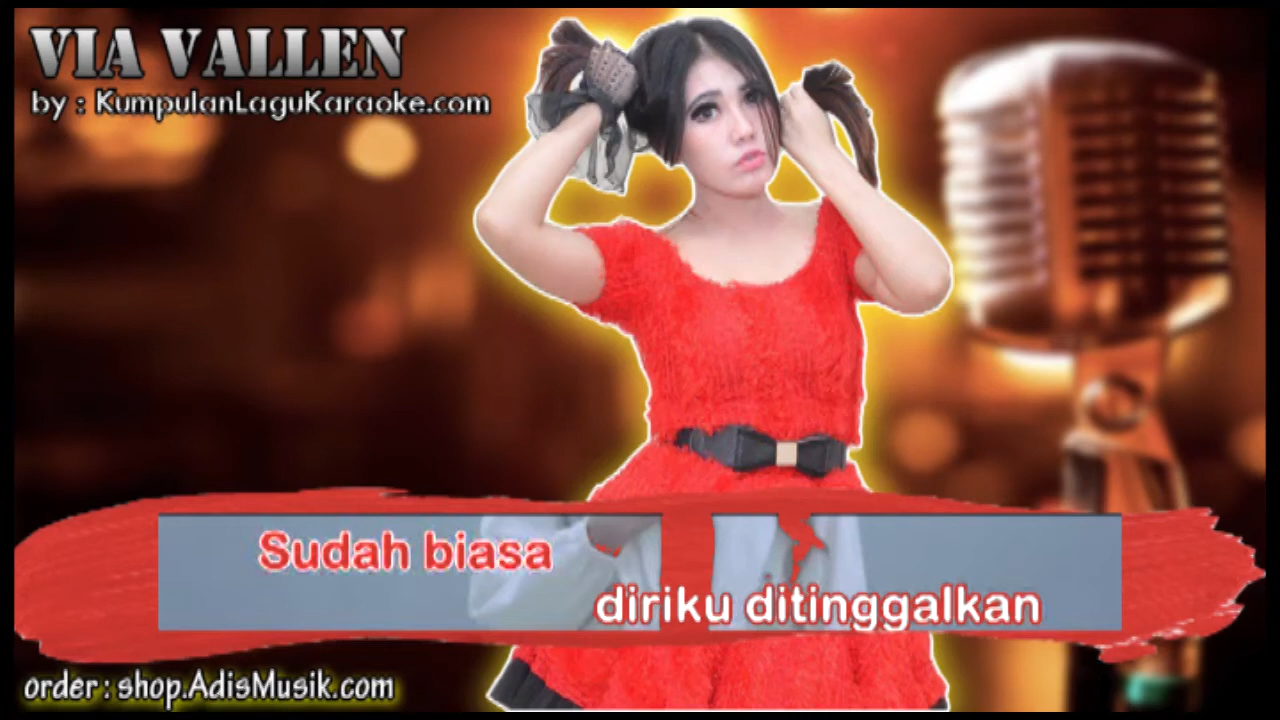 VIA VALLEN
by : KumpulanLaguKaraoke.com
Sudah biasa
diriku ditinggalkan
order : shop.AdisMusik.com